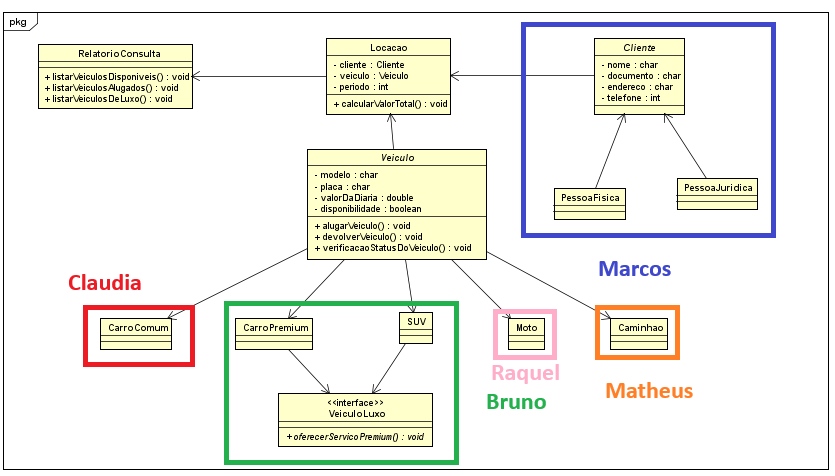 pkg
RelatorioConsulta
+ listarVeiculosDisponiveis() : void
+ listarVeiculosAlugados() : void
+ listarVeiculosDeLuxo() : void
Locacao
- cliente : Cliente
- veiculo : Veiculo
- periodo : int
+ calcularValorTotal() : void
Cliente
- nome : char
- documento : char
- endereco : char
- telefone : int
Veiculo
- modelo : char
- placa : char
- valorDaDiaria : double
- disponibilidade : boolean
+ alugarVeiculo() : void
+ devolverVeiculo() : void
+ verificacaoStatusDoVeiculo() : void
PessoaFisica
PessoaJuridica
Marcos
Claudia
CarroComum
CarroPremium
SUV
Moto
Caminhao
Raquel
Matheus
Bruno
<<interface>>
VeiculoLuxo
+ oferecerServicoPremium() : void